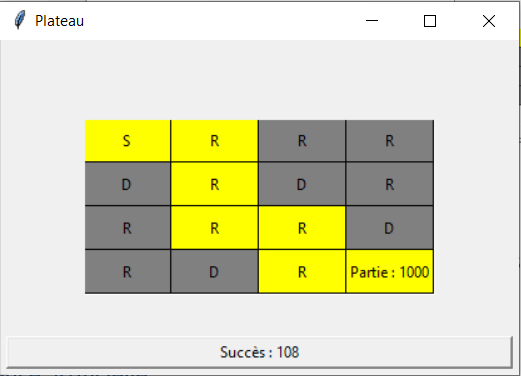 Plateau
S R R R
D R D R
R R R D
R D R Partie : 1000
Succès : 108